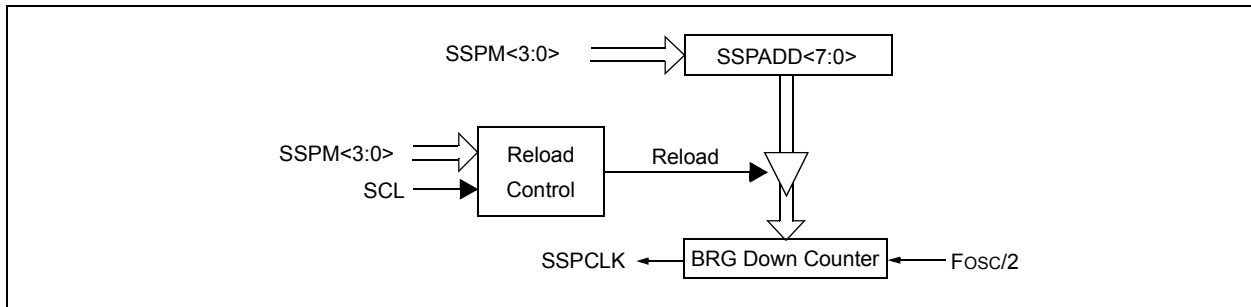 SSPM<3:0>
SSPADD<7:0>
SSPM<3:0>
SCL
Reload
Control
Reload
SSPCLK
BRG Down Counter
FOSC/2